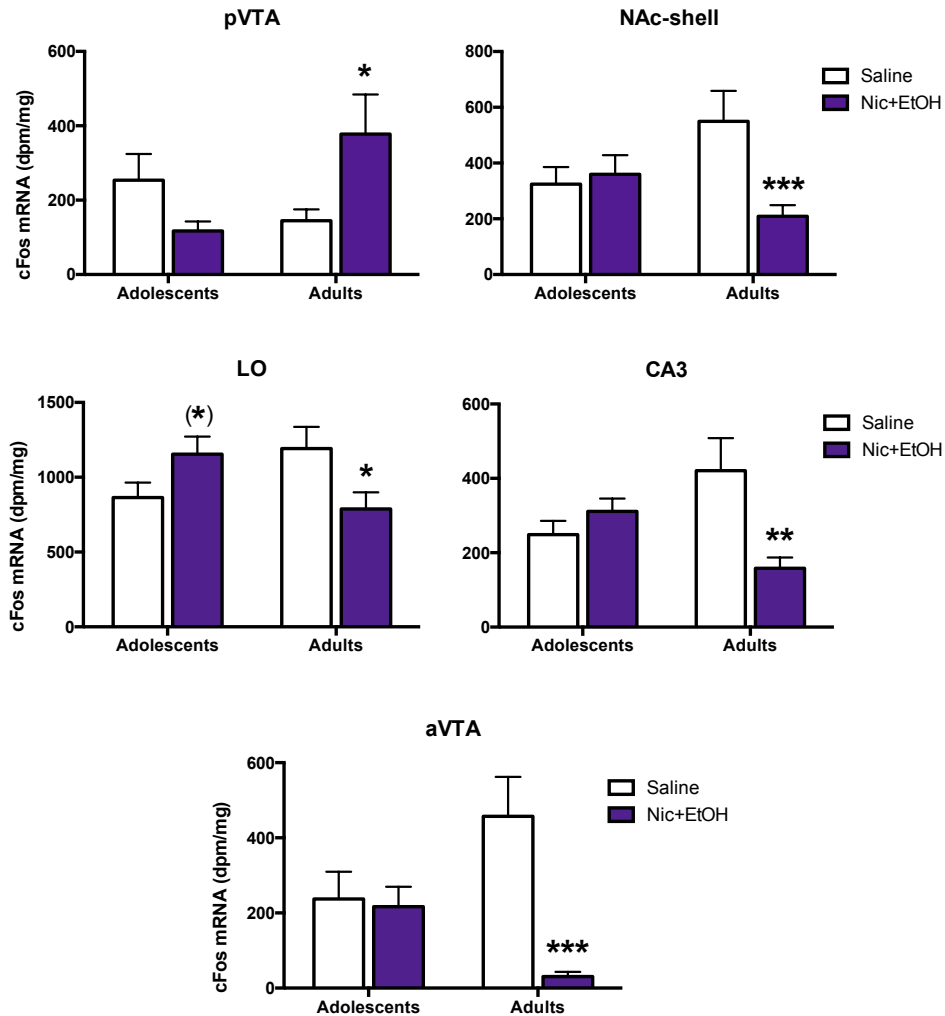 pVTA
cFos mRNA (dpm/mg)
600
400
200
0
*
Adolescents
Adults
NAc-shell
800
600
400
200
0
***
Adolescents
Adults
Saline
Nic+EtOH
LO
cFos mRNA (dpm/mg)
1500
1000
500
0
(*)
*
Adolescents
Adults
CA3
600
400
200
0
**
Adolescents
Adults
Saline
Nic+EtOH
aVTA
cFos mRNA (dpm/mg)
600
400
200
0
***
Adolescents
Adults
Saline
Nic+EtOH